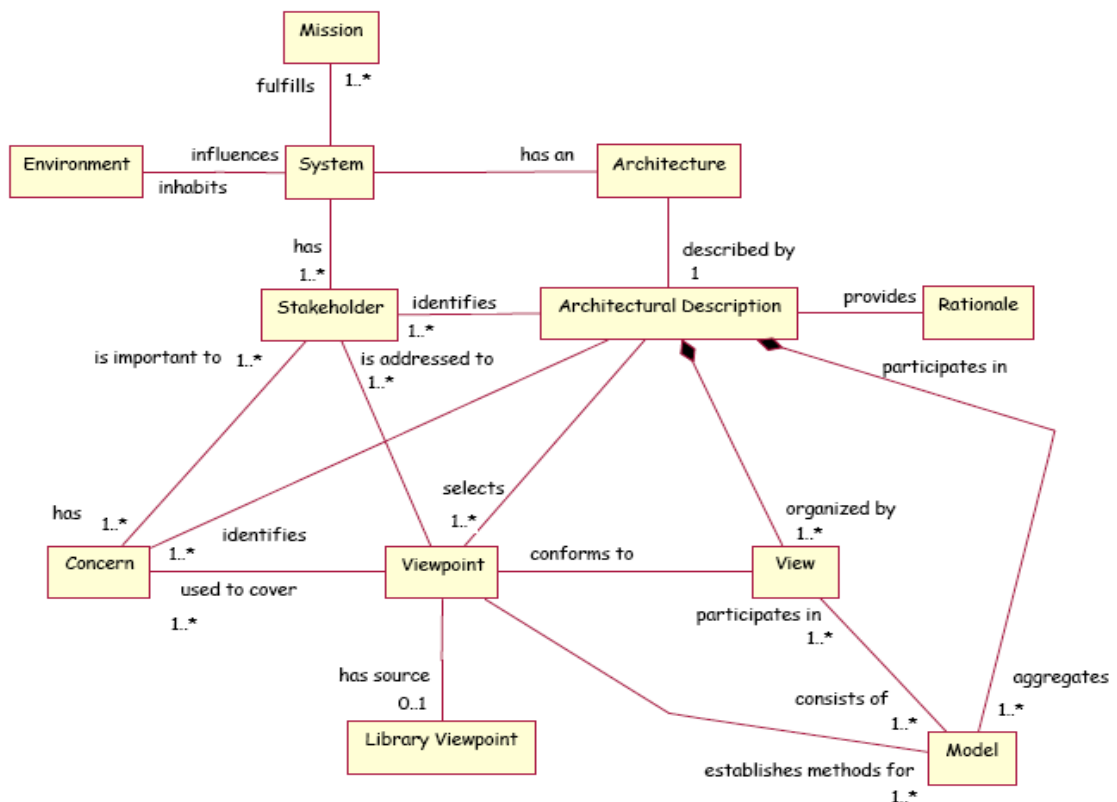 Mission
fulfills
1..*
Environment
influences
inhabits
System
has an
Architecture
has
1..*
described by
1
Stakeholder
identifies
1..*
Architectural Description
provides
Rationale
is important to
1..*
is addressed to
1..*
participates in
selects
1..*
organized by
1..*
has
1..*
identifies
1..*
Concern
used to cover
1..*
Viewpoint
conforms to
View
participates in
1..*
has source
0..1
consists of
1..*
aggregates
1..*
Library Viewpoint
Model
establishes methods for
1..*